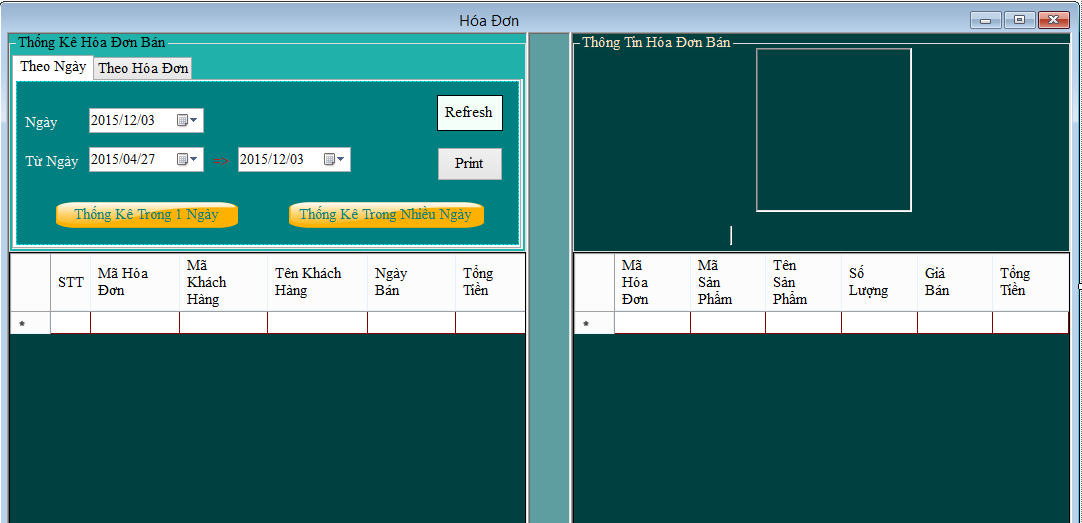 Hóa Đơn
Thống Kê Hóa Đơn Bán
Theo Ngày
Theo Hóa Đơn
Ngày
2015/12/03
Refresh
Từ Ngày
2015/04/27
=>
2015/12/03
Print
Thống Kê Trong 1 Ngày
Thống Kê Trong Nhiều Ngày
STT
Mã Hóa
Đơn
Mã
Khách
Hàng
Tên Khách
Hàng
Ngày
Bán
Tổng
Tiền
*
Thông Tin Hóa Đơn Bán
Mã
Hóa
Đơn
Mã
Sản
Phẩm
Tên
Sản
Phẩm
Số
Lượng
Giá
Bán
Tổng
Tiền
*